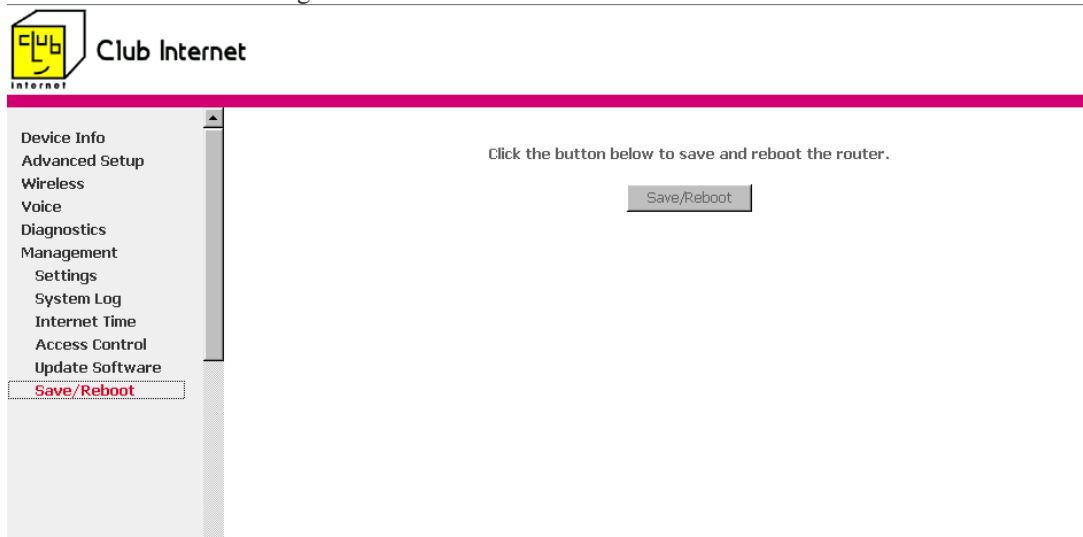 club
internet
Club Internet
Device Info
Advanced Setup
Wireless
Voice
Diagnostics
Management
Settings
System Log
Internet Time
Access Control
Update Software
Save/Reboot
Click the button below to save and reboot the router.
Save/Reboot